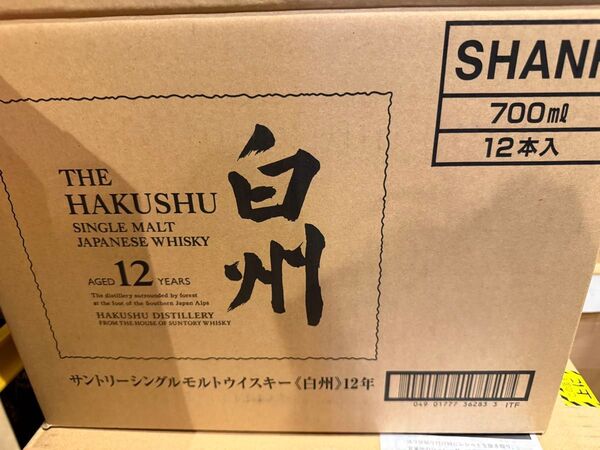 SHAN
700ml
12本入
THE
HAKUSHU
SINGLE MALT
JAPANESE WHISKY
AGED 12 YEARS
The distillery surrounded by forest
at the foot of the Southern Japan Alps
HAKUSHU DISTILLERY
FROM THE HOUSE OF SUNTORY WHISKY
白州
サントリーシングルモルトウイスキー《白州》12年
049 01777 36283 3 ITF